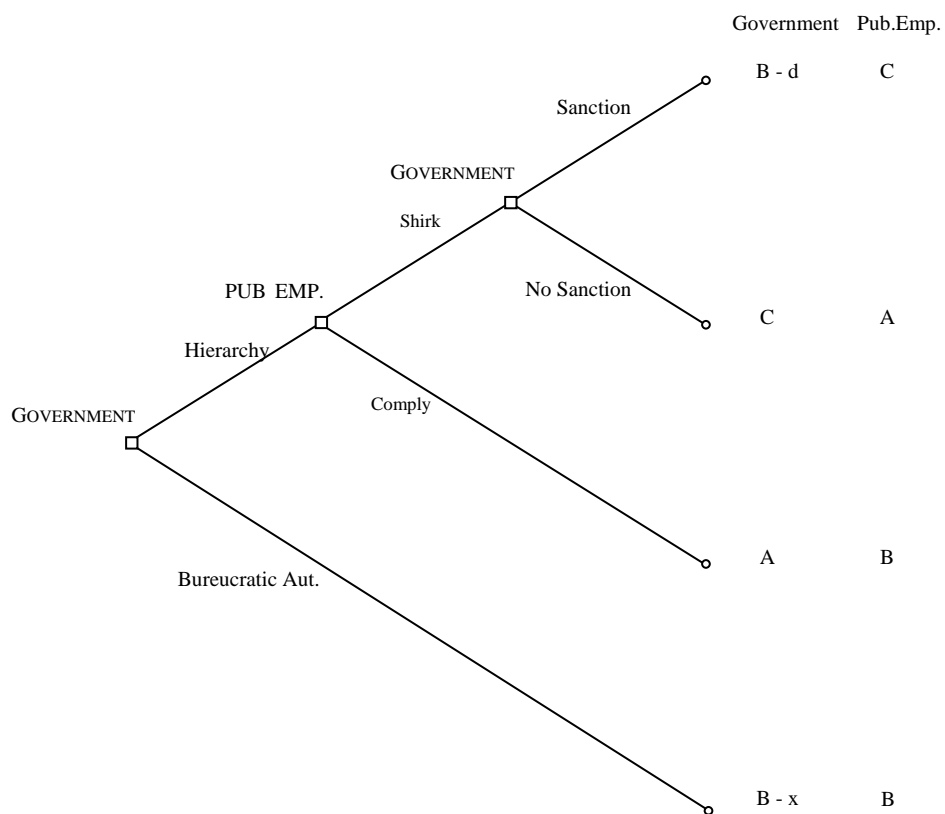 Government Pub.Emp.
B - d C
Sanction
GOVERNMENT
Shirk
No Sanction
PUB EMP.
C A
Hierarchy
Comply
GOVERNMENT
A B
Bureucratic Aut.
B - x B